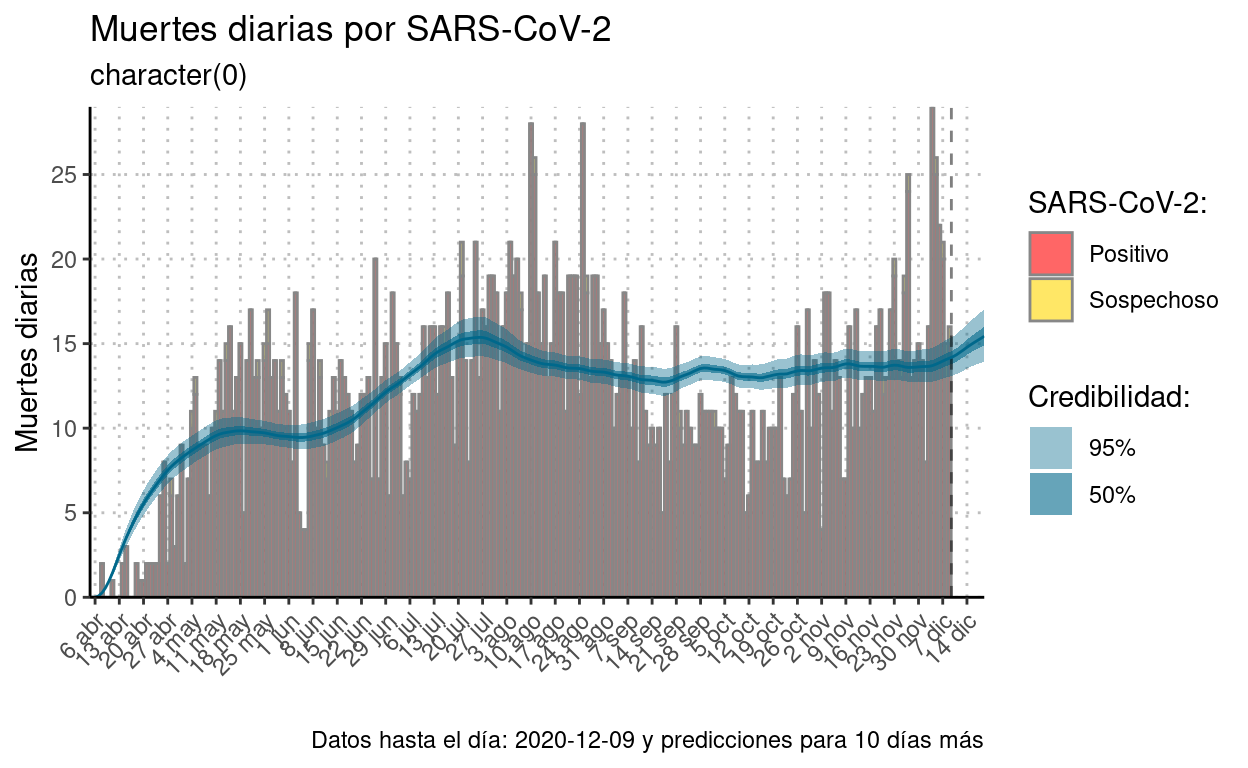 Muertes diarias por SARS-CoV-2
character(0)
Muertes diarias
25
20
15
10
5
0
6 abr
13 abr
20 abr
27 abr
4 may
11 may
18 may
25 may
1 jun
8 jun
15 jun
22 jun
29 jun
6 jul
13 jul
20 jul
27 jul
3 ago
10 ago
17 ago
24 ago
31 ago
7 sep
14 sep
21 sep
28 sep
5 oct
12 oct
19 oct
26 oct
2 nov
9 nov
16 nov
23 nov
30 nov
7 dic
14 dic
SARS-CoV-2:
Positivo
Sospechoso
Credibilidad:
95%
50%
Datos hasta el día: 2020-12-09 y predicciones para 10 días más